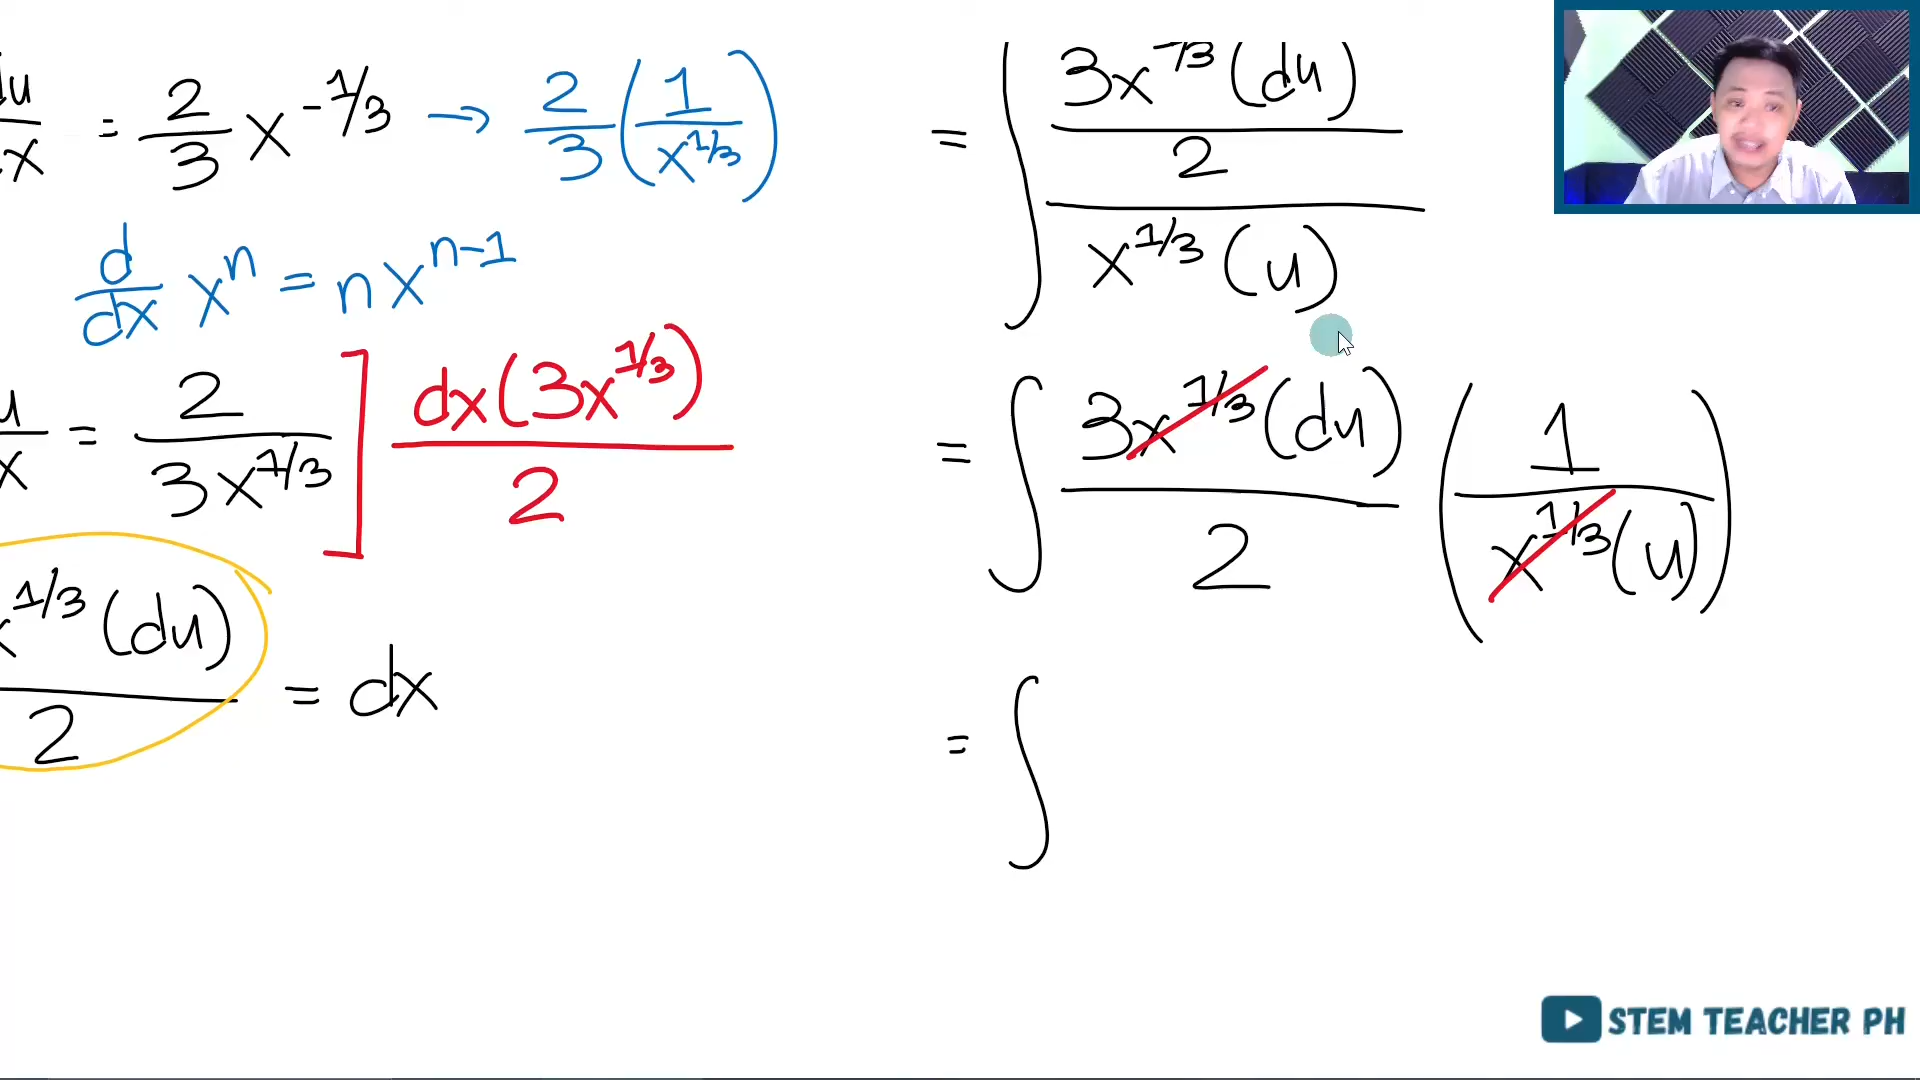 du/dx = 2/3 x^{-1/3} → 2/3 (1/x^{1/3})
d/dx x^n = nx^{n-1}
u/x = 2/3x^{1/3} ] dx(3x^{1/3})/2
x^{1/3}(du)/2 = dx
= ∫ (3x^{1/3}(du)/2)/(x^{1/3}(u))
= ∫ 3x^{1/3}(du)/2 (1/x^{1/3}(u))
= ∫
STEM TEACHER PH